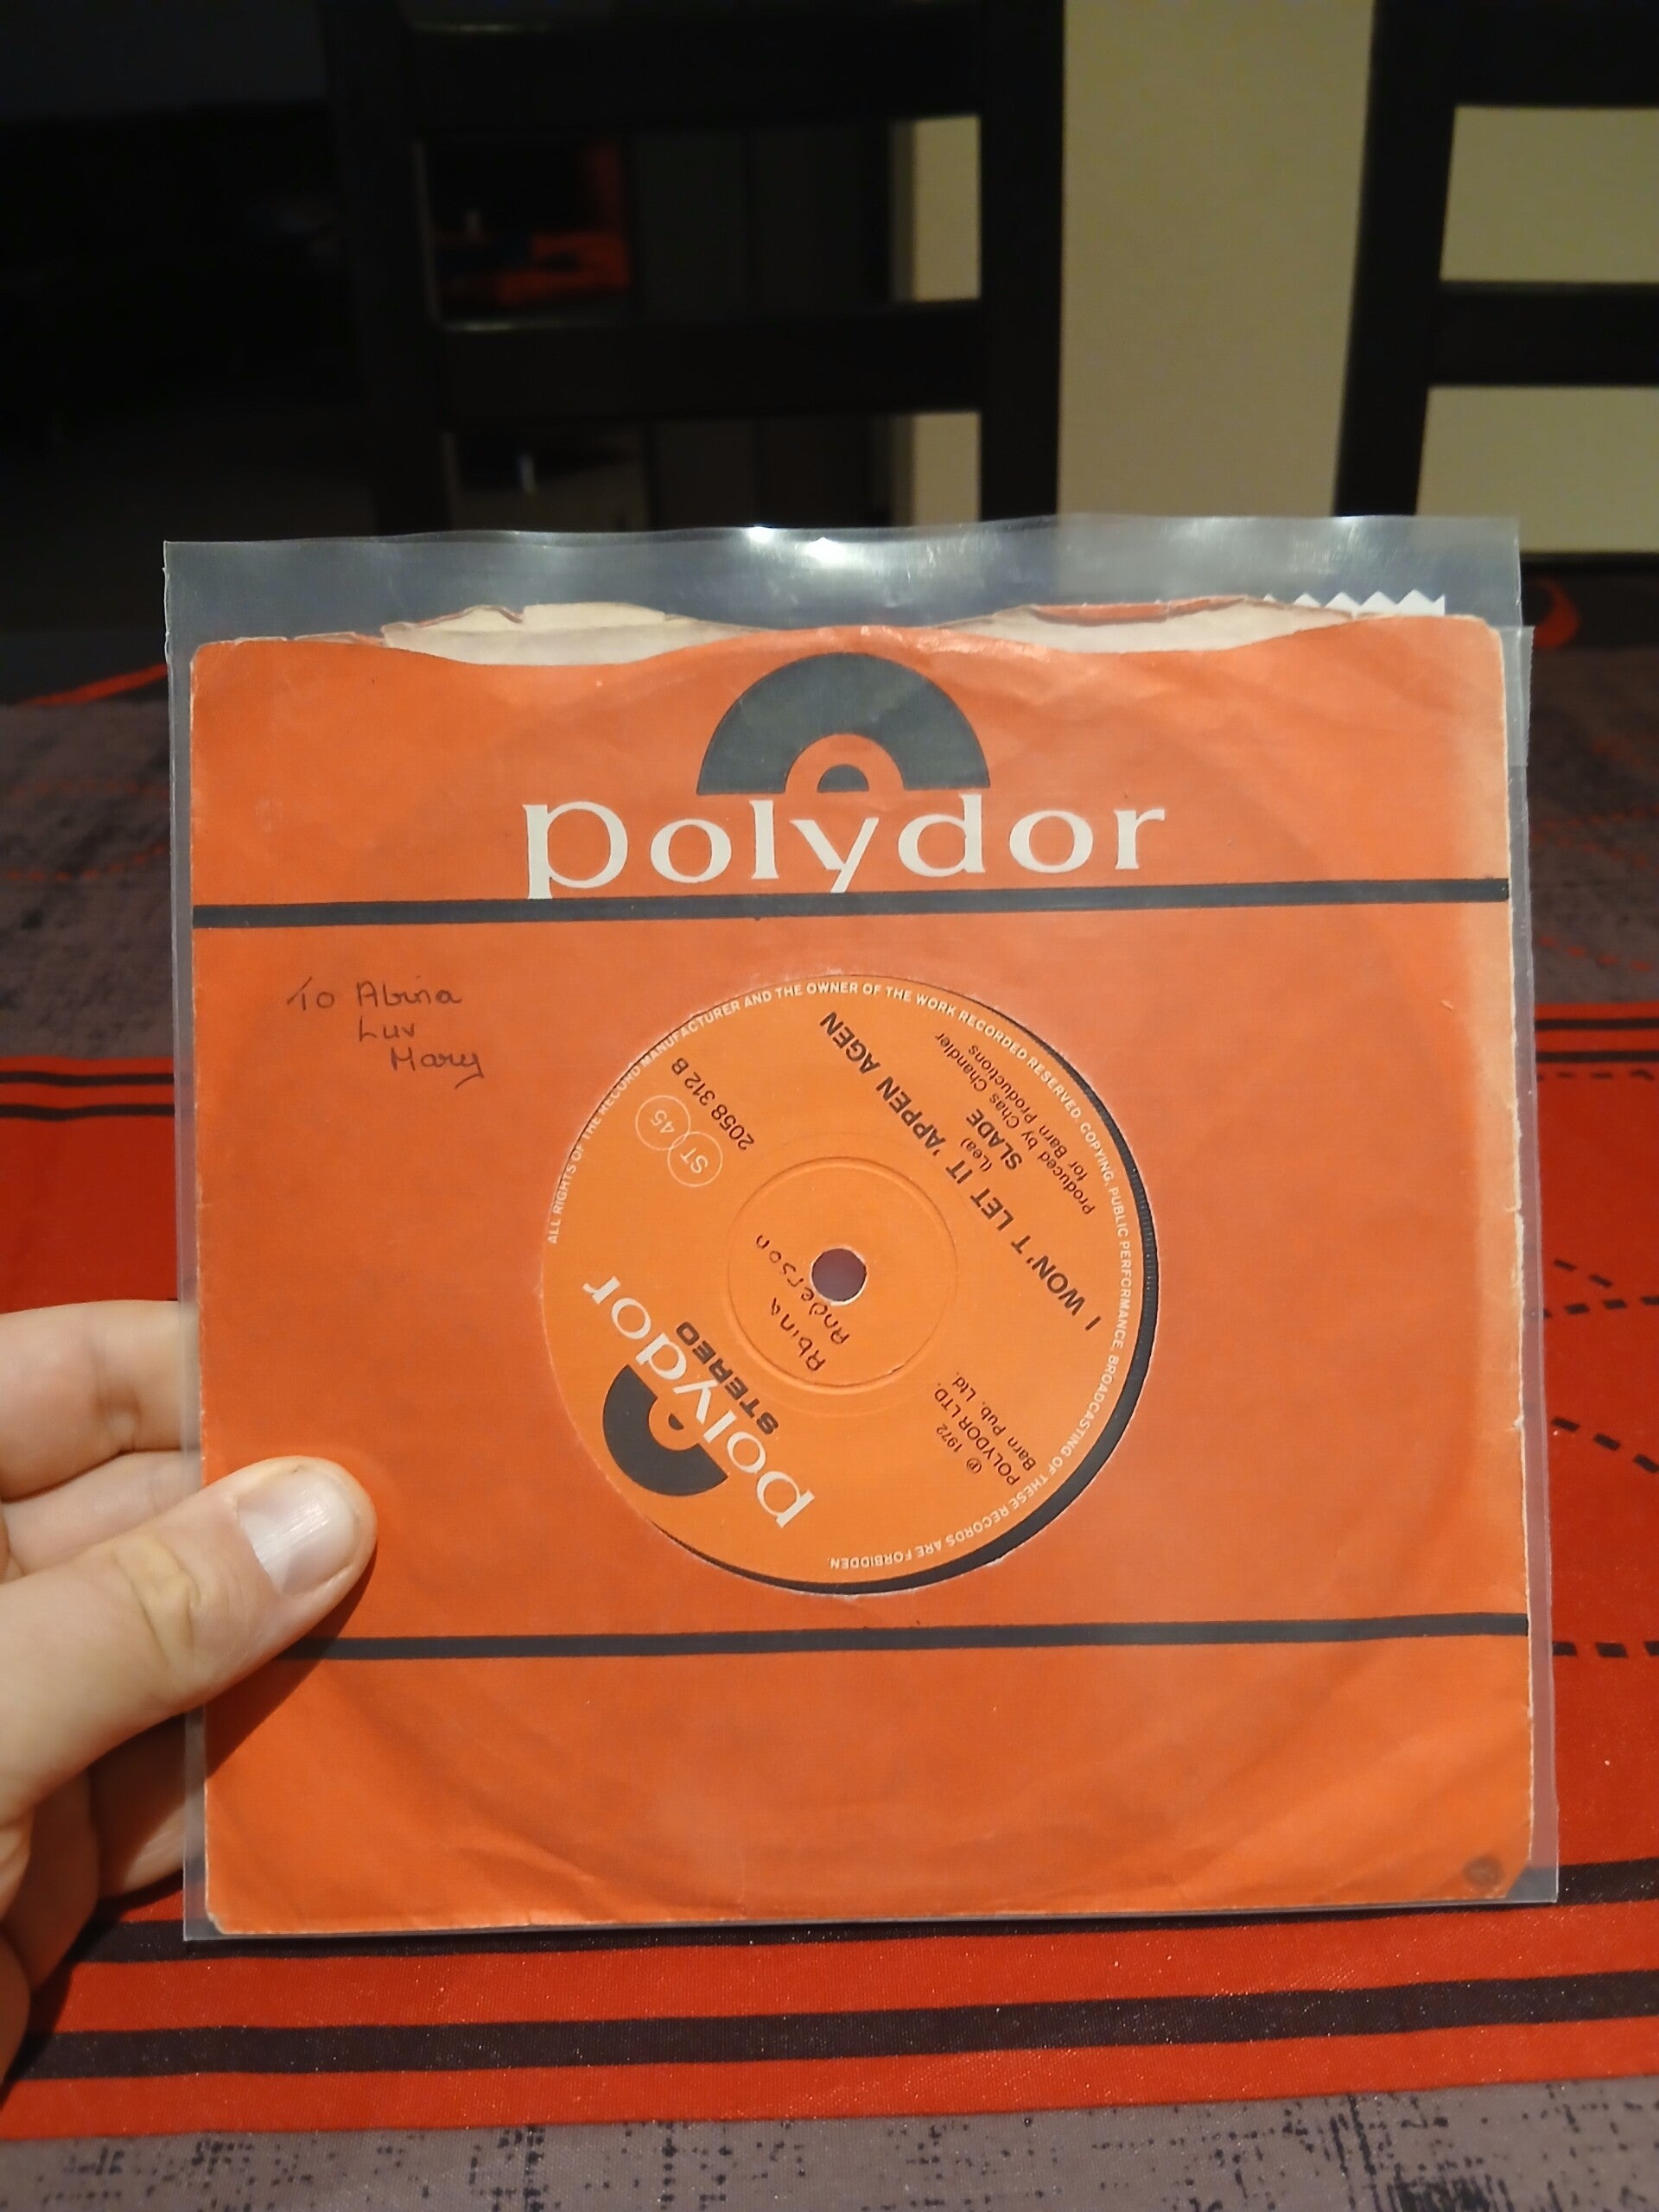 polydor
To Abina
Luv
Mary
ALL RIGHTS OF THE RECORD MANUFACTURER AND THE OWNER OF THE WORK RECORDED RESERVED. COPYING, PUBLIC PERFORMANCE, BROADCASTING OF THESE RECORDS ARE FORBIDDEN.
polydor
STEREO
ST 45
2058 312 B
Abina
Anderson
℗ 1972
POLYDOR LTD.
Barn Pub. Ltd.
I WON'T LET IT 'APPEN AGEN
(Lea)
SLADE
Produced by Chas Chandler
for Barn Productions